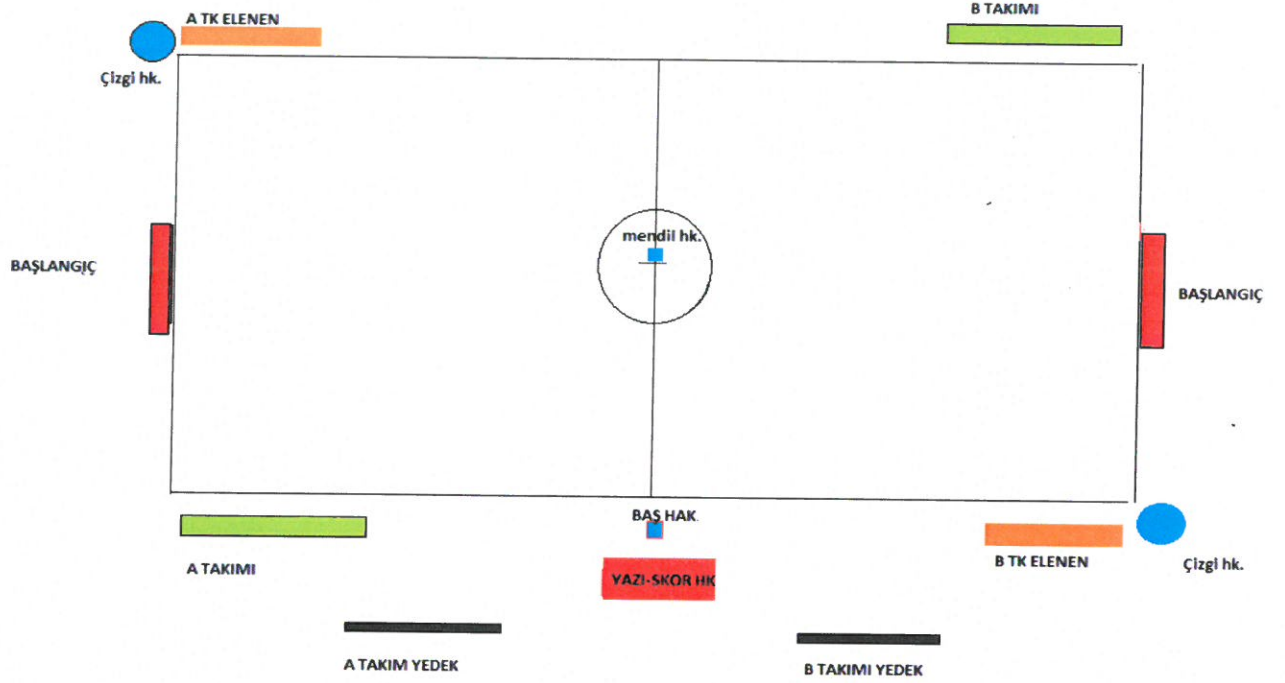 A TK ELENEN
B TAKIMI
Çizgi hk.
mendil hk.
BAŞLANGIÇ
BAŞLANGIÇ
BAŞ HAK.
A TAKIMI
YAZI-SKOR HK
B TK ELENEN
Çizgi hk.
A TAKIM YEDEK
B TAKIMI YEDEK